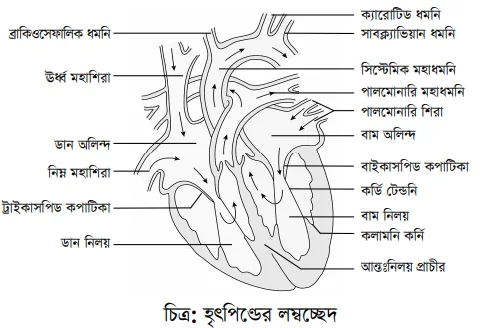 ক্যারোটিড ধমনি
ব্রাকিওসেফালিক ধমনি
সাবক্ল্যাভিয়ান ধমনি
সিস্টেমিক মহাধমনি
ঊর্ধ্ব মহাশিরা
পালমোনারি মহাধমনি
পালমোনারি শিরা
বাম অলিন্দ
ডান অলিন্দ
বাইকাসপিড কপাটিকা
নিম্ন মহাশিরা
কর্ডি টেন্ডনি
ট্রাইকাসপিড কপাটিকা
বাম নিলয়
কলামনি কর্নি
ডান নিলয়
আন্তঃনিলয় প্রাচীর
চিত্র: হৃৎপিণ্ডের লম্বচ্ছেদ